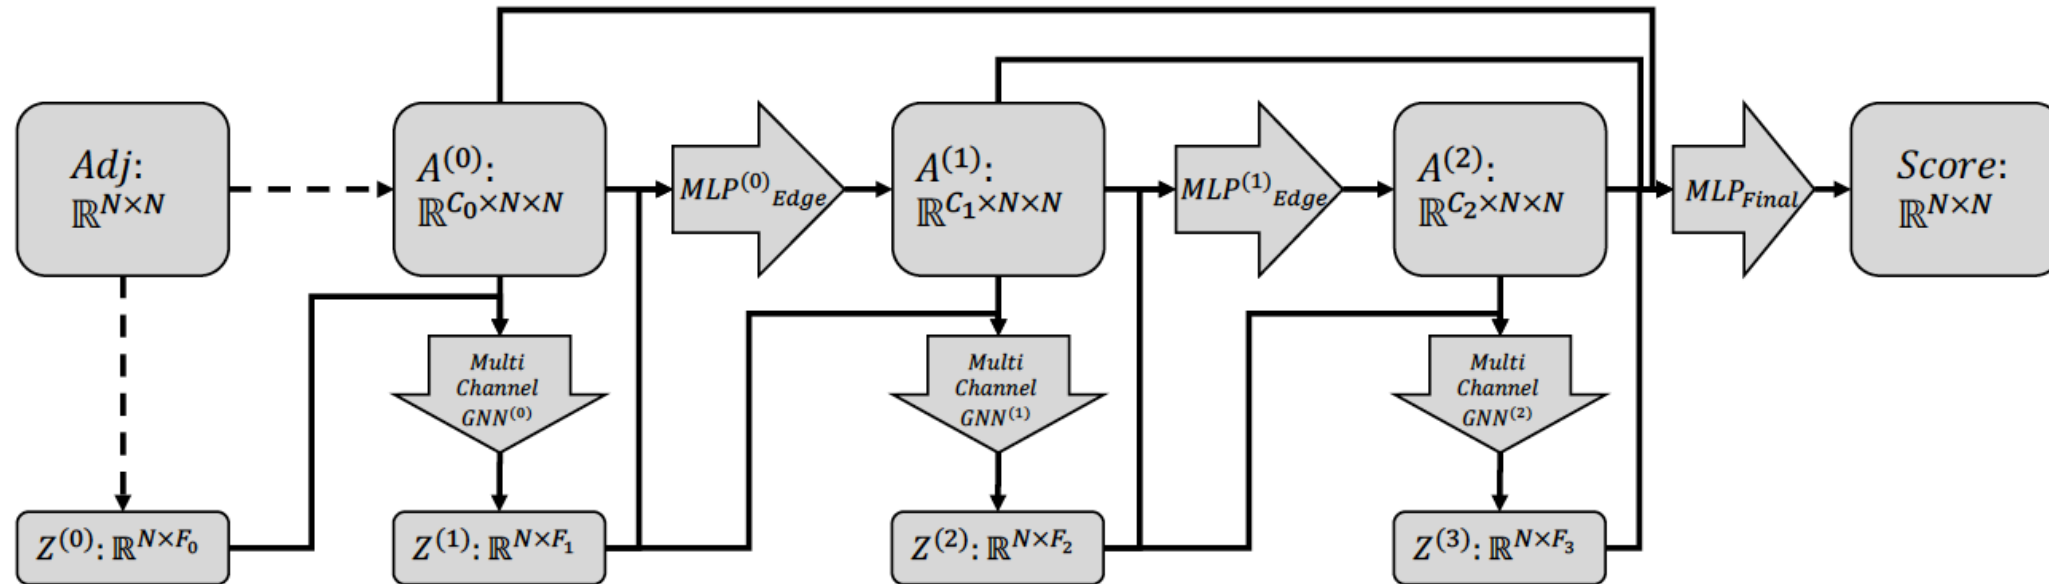 Adj:
ℝ^{N×N}
A^{(0)}:
ℝ^{C_0×N×N}
MLP^{(0)}_{Edge}
A^{(1)}:
ℝ^{C_1×N×N}
MLP^{(1)}_{Edge}
A^{(2)}:
ℝ^{C_2×N×N}
MLP_{Final}
Score:
ℝ^{N×N}
Multi
Channel
GNN^{(0)}
Multi
Channel
GNN^{(1)}
Multi
Channel
GNN^{(2)}
Z^{(0)}: ℝ^{N×F_0}
Z^{(1)}: ℝ^{N×F_1}
Z^{(2)}: ℝ^{N×F_2}
Z^{(3)}: ℝ^{N×F_3}